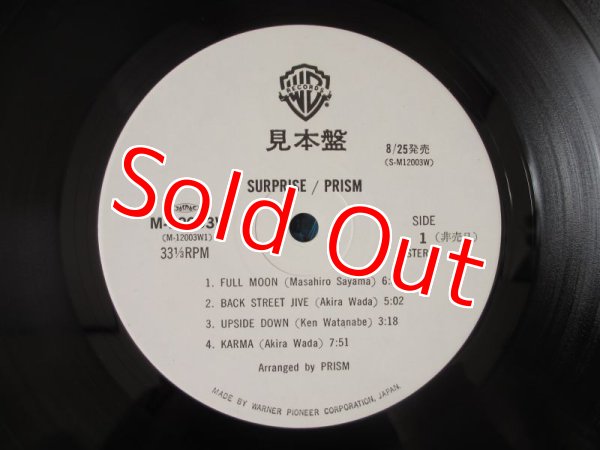 RECORDS
見本盤
8/25発売
(S-M12003W)
SURPRISE / PRISM
(M-12003W1)
33⅓RPM
SIDE
1 (非売品)
1. FULL MOON (Masahiro Sayama)
2. BACK STREET JIVE (Akira Wada) 5:02
3. UPSIDE DOWN (Ken Watanabe) 3:18
4. KARMA (Akira Wada) 7:51
Arranged by PRISM
MADE BY WARNER PIONEER CORPORATION, JAPAN.
Sold Out